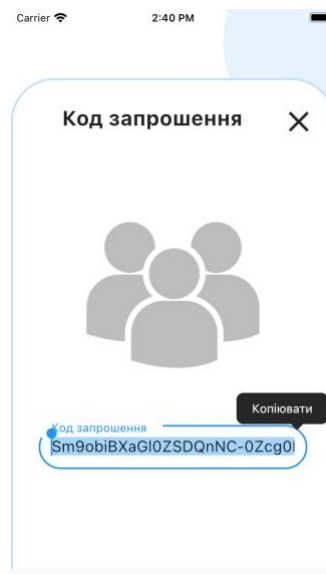 Carrier
2:40 PM
Код запрошення
Копіювати
Код запрошення
Sm9obiBXaGl0ZSDQnNC-0Zcg0